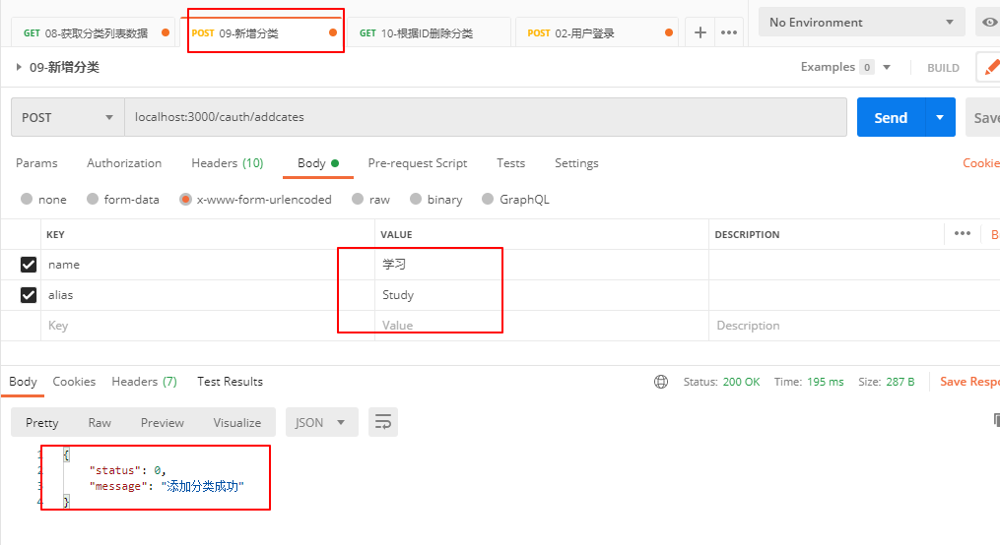 GET 08-获取分类列表数据 POST 09-新增分类 GET 10-根据ID删除分类 POST 02-用户登录 + ••• No Environment
09-新增分类 Examples 0 BUILD
POST localhost:3000/cauth/addcates Send Save
Params Authorization Headers (10) Body Pre-request Script Tests Settings Cookie
none form-data x-www-form-urlencoded raw binary GraphQL
KEY VALUE DESCRIPTION ••• B
name 学习
alias Study
Key Value Description
Body Cookies Headers (7) Test Results Status: 200 OK Time: 195 ms Size: 287 B Save Respo
Pretty Raw Preview Visualize JSON
1 {
2 "status": 0,
3 "message": "添加分类成功"
4 }